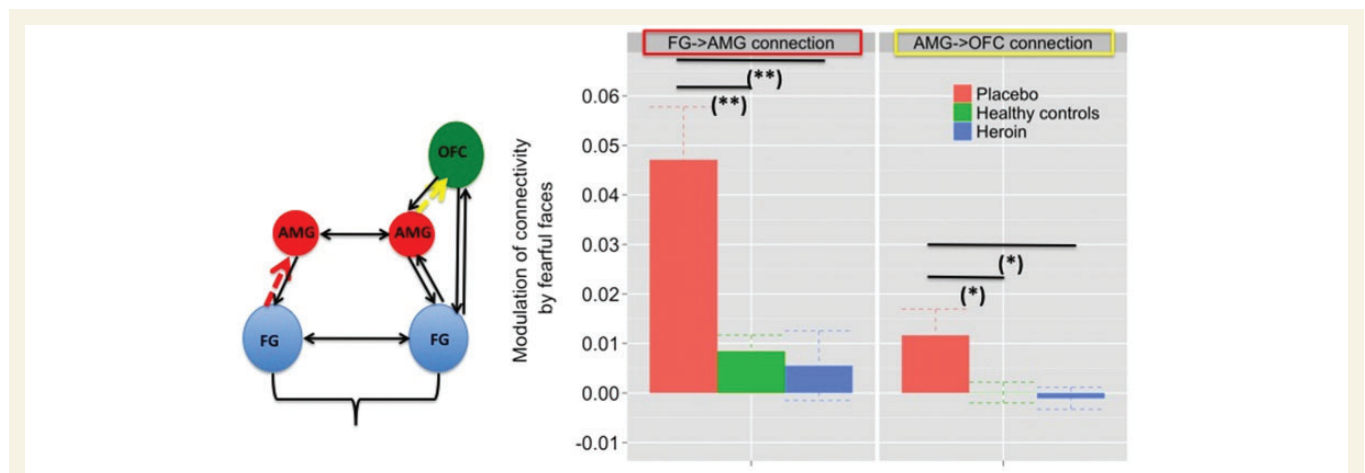 OFC
AMG
AMG
FG
FG
Modulation of connectivity
by fearful faces
FG->AMG connection
AMG->OFC connection
(**)
(**)
Placebo
Healthy controls
Heroin
(*)
(*)
0.06
0.05
0.04
0.03
0.02
0.01
0.00
-0.01